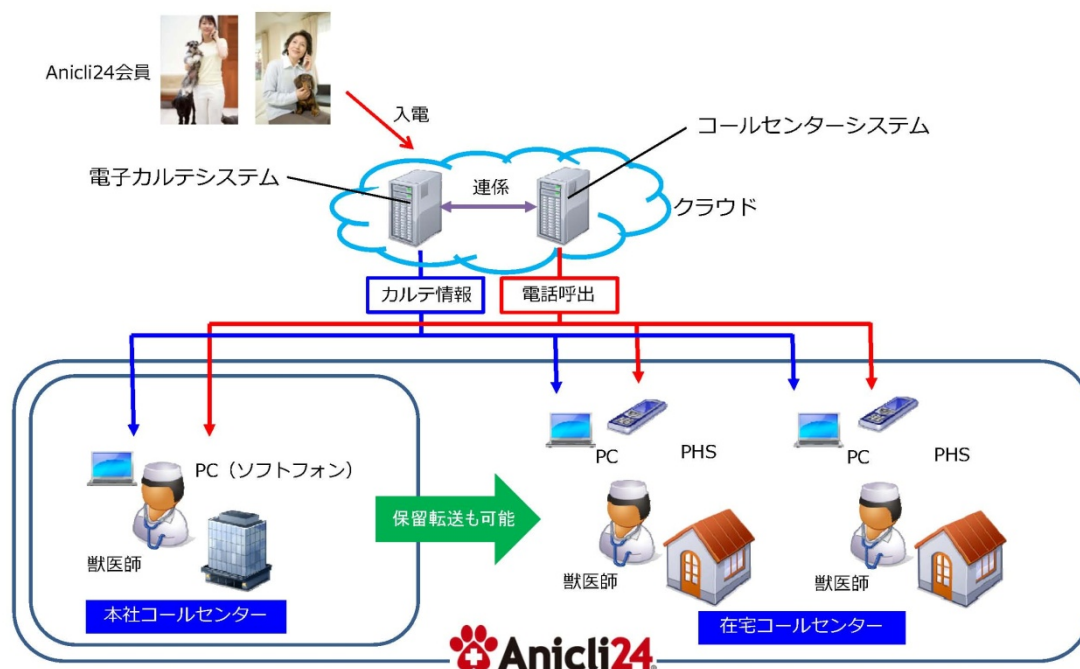 Anicli24会員
入電
コールセンターシステム
電子カルテシステム
連係
クラウド
カルテ情報
電話呼出
PC（ソフトフォン）
獣医師
本社コールセンター
保留転送も可能
PC
PHS
獣医師
PC
PHS
獣医師
在宅コールセンター
Anicli24